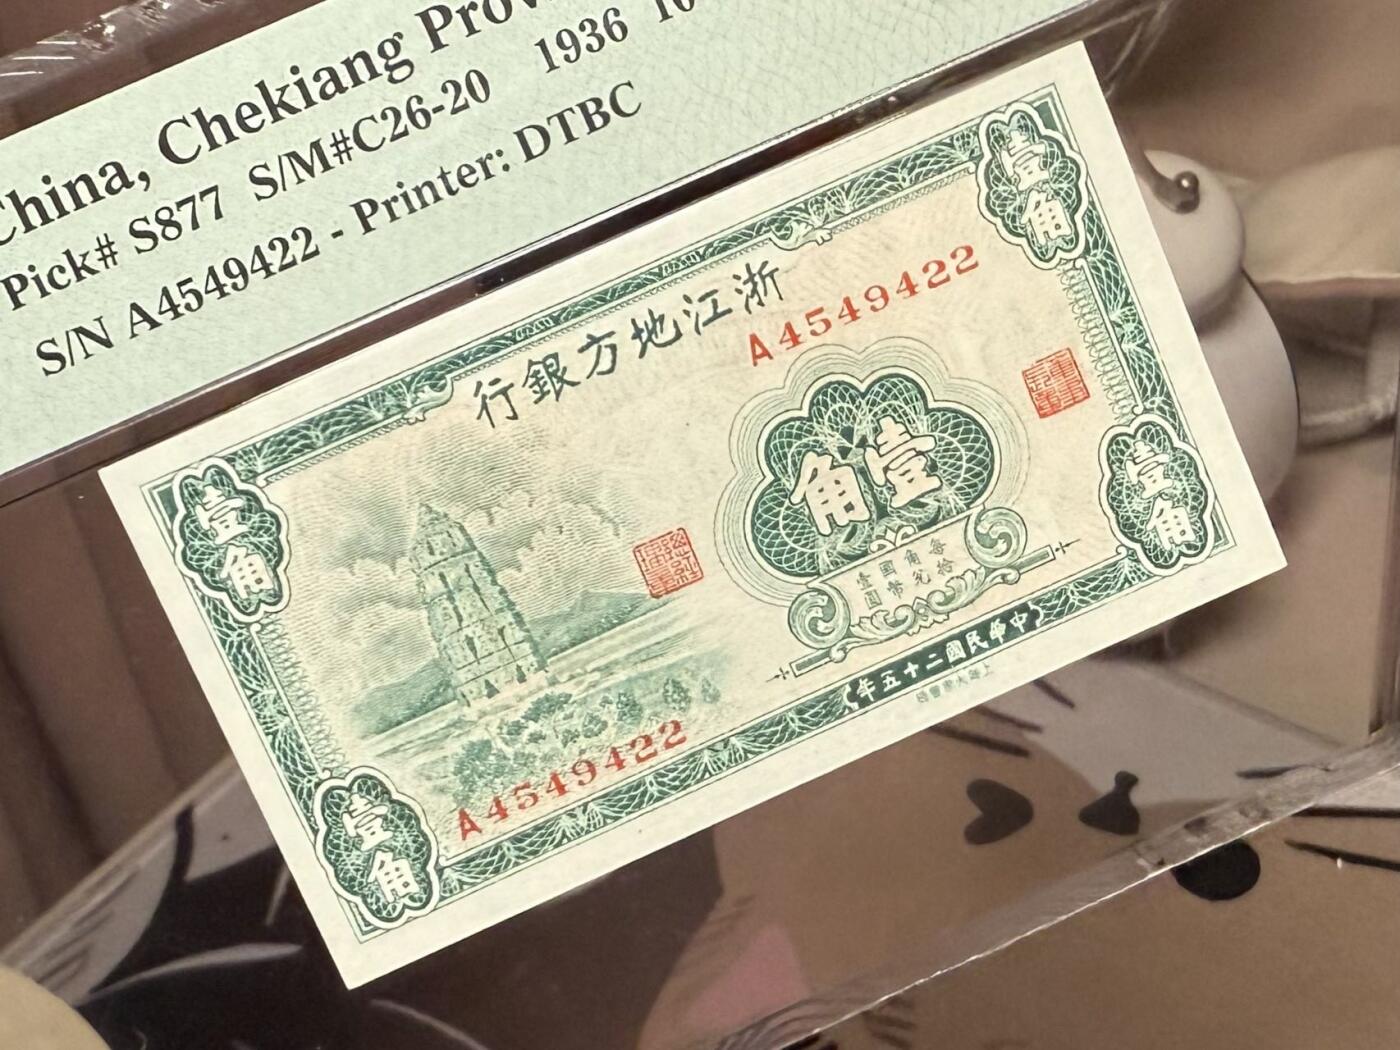 China, Chekiang Prov
Pick# S877 S/M#C26-20 1936 10
S/N A4549422 - Printer: DTBC
浙江地方銀行
A4549422
壹角
壹角
壹角
每角拾
兌國幣
壹圓
壹角
壹角
A4549422
中華民國二十五年